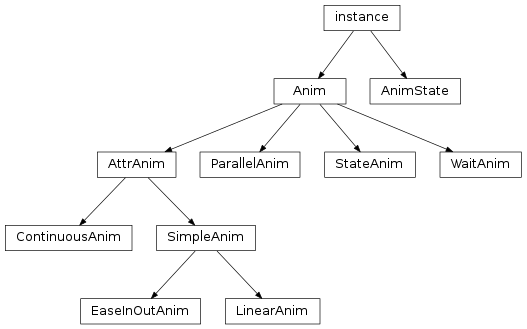 instance
Anim
AnimState
AttrAnim
ParallelAnim
StateAnim
WaitAnim
ContinuousAnim
SimpleAnim
EaseInOutAnim
LinearAnim